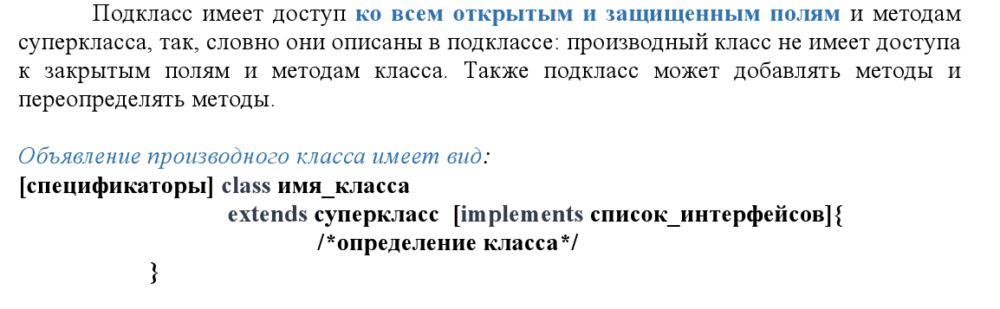 Подкласс имеет доступ ко всем открытым и защищенным полям и методам
суперкласса, так, словно они описаны в подклассе: производный класс не имеет доступа
к закрытым полям и методам класса. Также подкласс может добавлять методы и
переопределять методы.
Объявление производного класса имеет вид:
[спецификаторы] class имя_класса
extends суперкласс [implements список_интерфейсов]{
/*определение класса*/
}